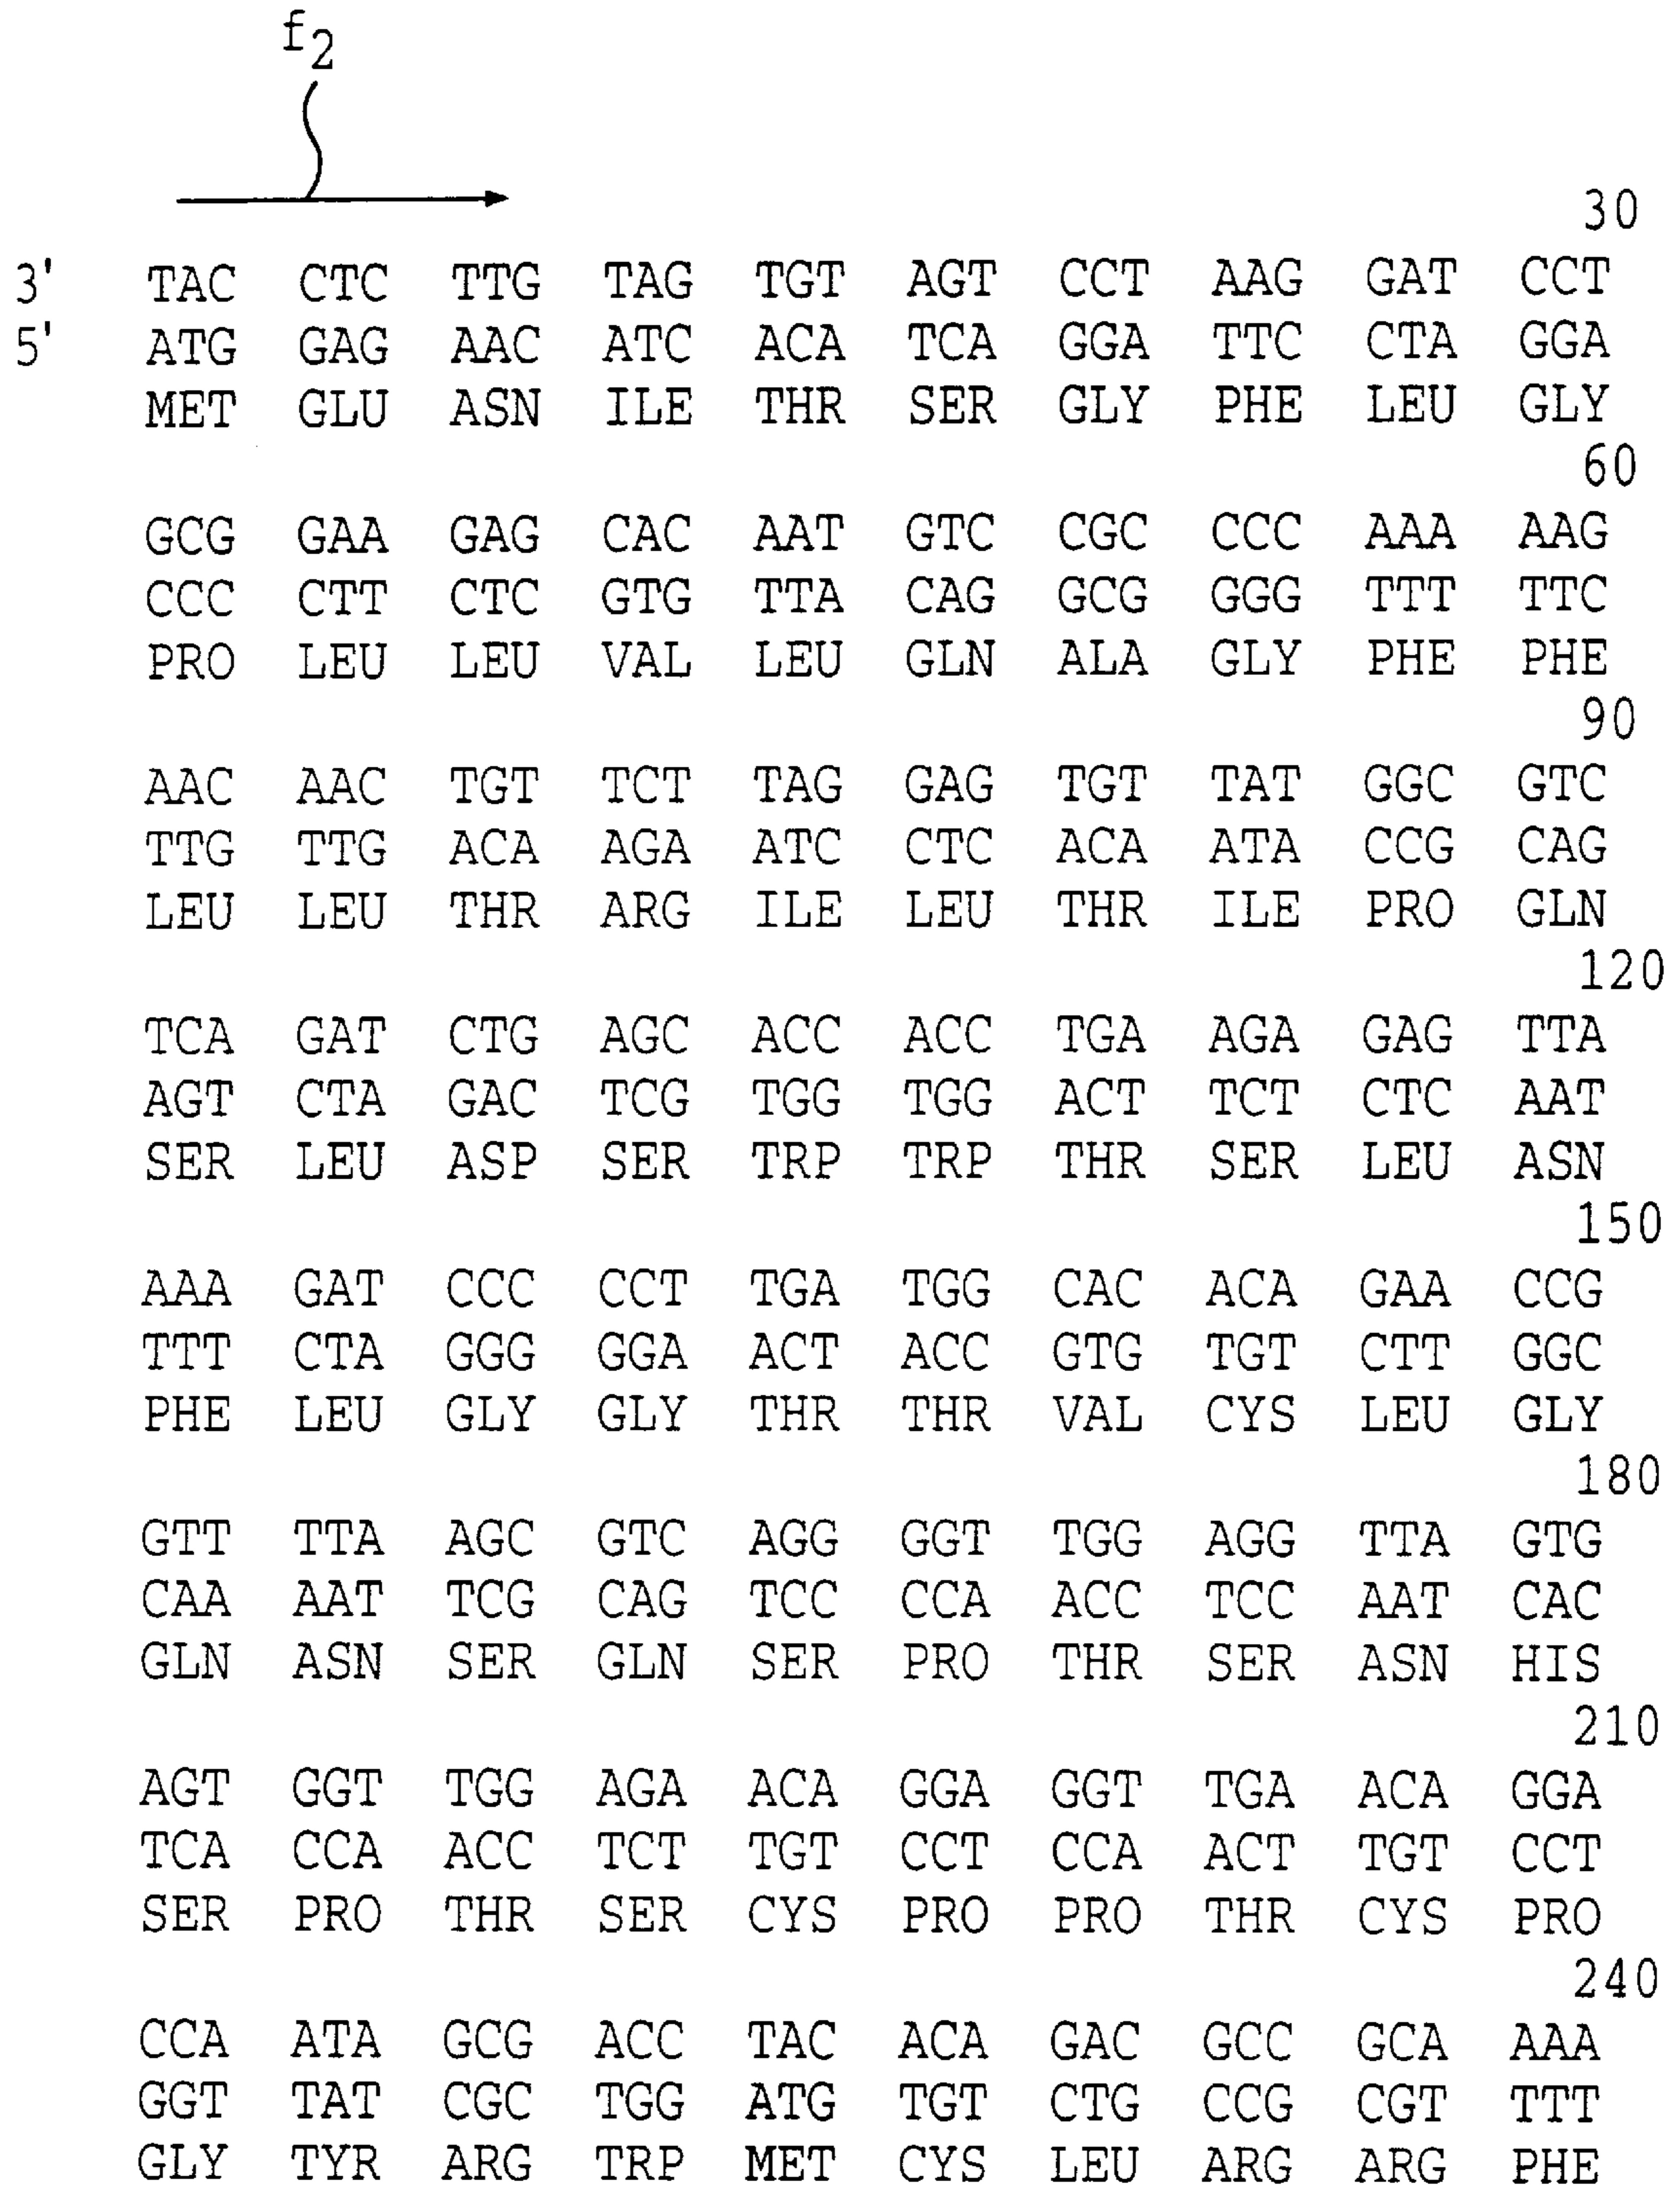 f2
30
3' TAC CTC TTG TAG TGT AGT CCT AAG GAT CCT
5' ATG GAG AAC ATC ACA TCA GGA TTC CTA GGA
MET GLU ASN ILE THR SER GLY PHE LEU GLY
60
GCG GAA GAG CAC AAT GTC CGC CCC AAA AAG
CCC CTT CTC GTG TTA CAG GCG GGG TTT TTC
PRO LEU LEU VAL LEU GLN ALA GLY PHE PHE
90
AAC AAC TGT TCT TAG GAG TGT TAT GGC GTC
TTG TTG ACA AGA ATC CTC ACA ATA CCG CAG
LEU LEU THR ARG ILE LEU THR ILE PRO GLN
120
TCA GAT CTG AGC ACC ACC TGA AGA GAG TTA
AGT CTA GAC TCG TGG TGG ACT TCT CTC AAT
SER LEU ASP SER TRP TRP THR SER LEU ASN
150
AAA GAT CCC CCT TGA TGG CAC ACA GAA CCG
TTT CTA GGG GGA ACT ACC GTG TGT CTT GGC
PHE LEU GLY GLY THR THR VAL CYS LEU GLY
180
GTT TTA AGC GTC AGG GGT TGG AGG TTA GTG
CAA AAT TCG CAG TCC CCA ACC TCC AAT CAC
GLN ASN SER GLN SER PRO THR SER ASN HIS
210
AGT GGT TGG AGA ACA GGA GGT TGA ACA GGA
TCA CCA ACC TCT TGT CCT CCA ACT TGT CCT
SER PRO THR SER CYS PRO PRO THR CYS PRO
240
CCA ATA GCG ACC TAC ACA GAC GCC GCA AAA
GGT TAT CGC TGG ATG TGT CTG CCG CGT TTT
GLY TYR ARG TRP MET CYS LEU ARG ARG PHE